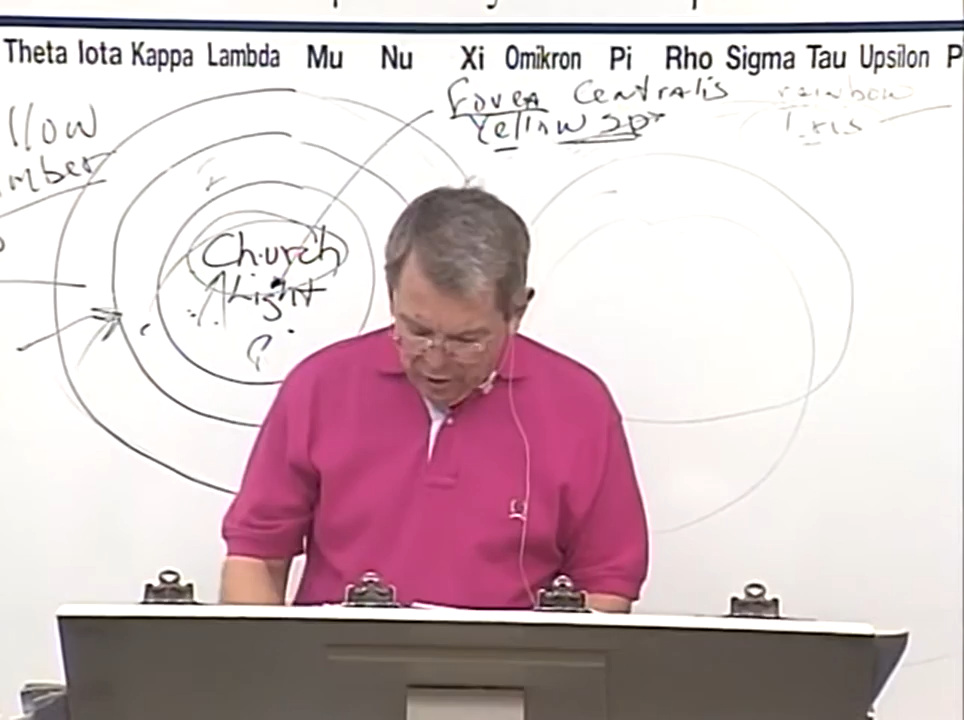 Theta Iota Kappa Lambda Mu Nu Xi Omikron Pi Rho Sigma Tau Upsilon P
Fovea Centralis rainbow
Yellow Iris
llow
mber
Church
Light